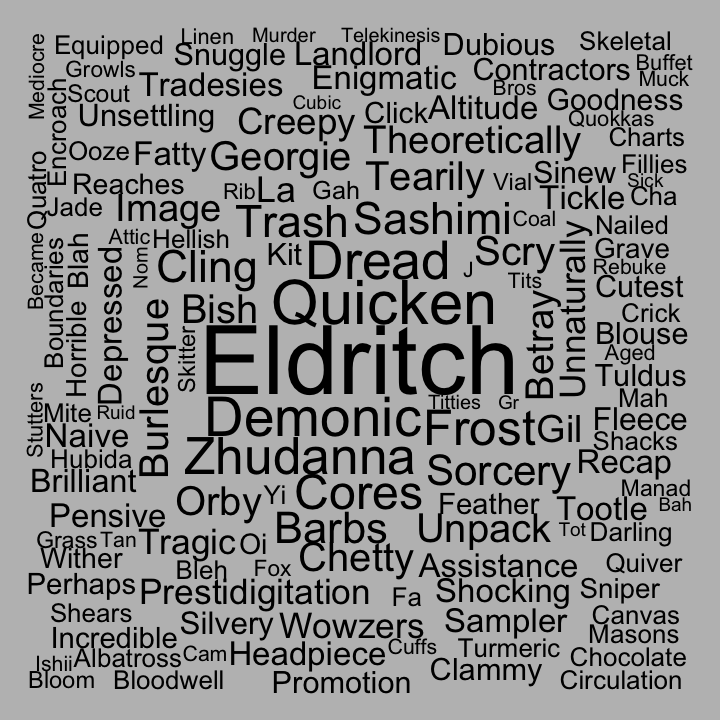 Linen Murder Telekinesis
Equipped Snuggle Landlord Dubious Skeletal
Mediocre Growls Tradesies Enigmatic Contractors Buffet
Scout Bros Muck
Encroach Unsettling Cubic Creepy Click Altitude Goodness
Quokkas
Ooze Fatty Georgie Theoretically Charts
Quatro Reaches Tearily Vial Sinew Fillies
Sick
Jade Image Rib La Gah Tickle Cha
Trash Sashimi Coal Nailed
Became Boundaries Blah Attic Hellish Kit Dread Scry Grave
Nom Cling J Rebuke
Tits Unnaturally Cutest
Horrible Depressed Burlesque Bish Quicken Betray Crick
Skitter Eldritch Blouse
Aged
Tuldus
Stutters Mite Ruid Titties Gr Mah
Naive Demonic Frost Gil Fleece
Shacks
Hubida Zhudanna Sorcery Recap
Brilliant Orby Yi Cores Feather Manad
Pensive Tootle Bah
Grass Tan Tragic Oi Barbs Unpack Tot Darling
Wither Bleh Fox Chetty Assistance Quiver
Perhaps Prestidigitation Fa Shocking Sniper
Shears Silvery Wowzers Sampler Canvas
Incredible Cuffs Turmeric Masons
Ishii Albatross Cam Headpiece Clammy Chocolate
Bloom Bloodwell Promotion Circulation